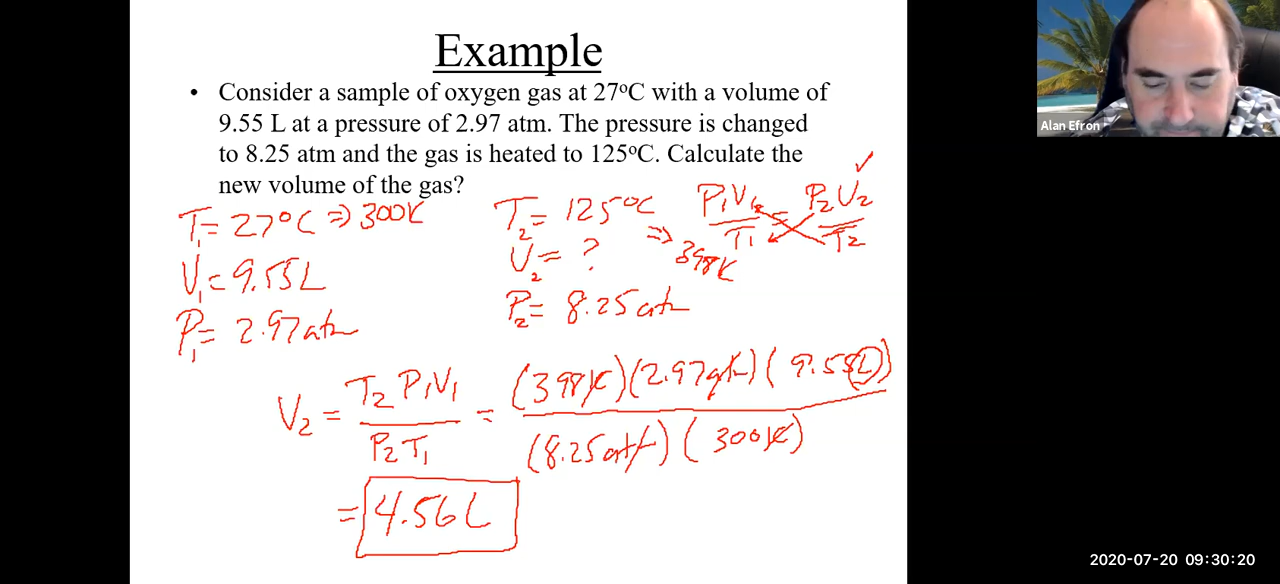 Example
• Consider a sample of oxygen gas at 27°C with a volume of
9.55 L at a pressure of 2.97 atm. The pressure is changed
to 8.25 atm and the gas is heated to 125°C. Calculate the
new volume of the gas?
T₁ = 27°C ⇒ 300K
V₁ = 9.55L
P₁ = 2.97 atm
T₂ = 125°C ⇒ 398K
V₂ = ?
P₂ = 8.25 atm
P₁V₁/T₁ = P₂V₂/T₂ ✓
V₂ = T₂P₁V₁/P₂T₁ = (398K)(2.97atm)(9.55L)/(8.25atm)(300K)
= 4.56L
Alan Efron
2020-07-20 09:30:20